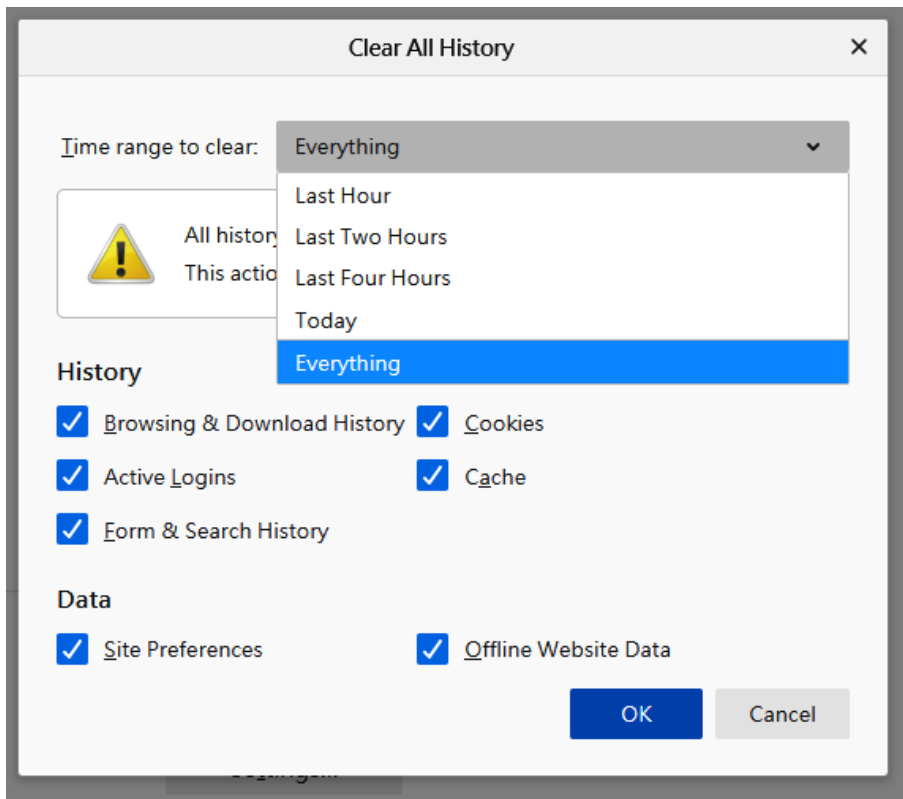 Clear All History
Time range to clear: Everything
Last Hour
All history
Last Two Hours
This actio
Last Four Hours
Today
Everything
History
Browsing & Download History Cookies
Active Logins Cache
Form & Search History
Data
Site Preferences Offline Website Data
OK Cancel